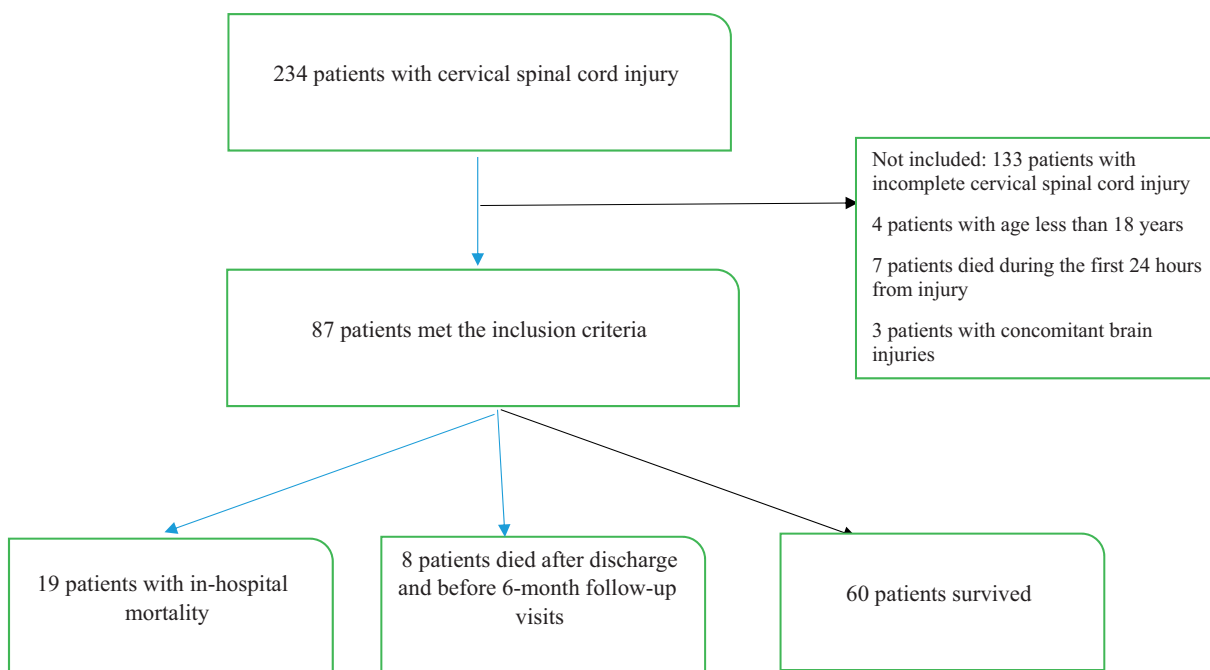 234 patients with cervical spinal cord injury
Not included: 133 patients with
incomplete cervical spinal cord injury
4 patients with age less than 18 years
7 patients died during the first 24 hours
from injury
3 patients with concomitant brain
injuries
87 patients met the inclusion criteria
19 patients with in-hospital
mortality
8 patients died after discharge
and before 6-month follow-up
visits
60 patients survived